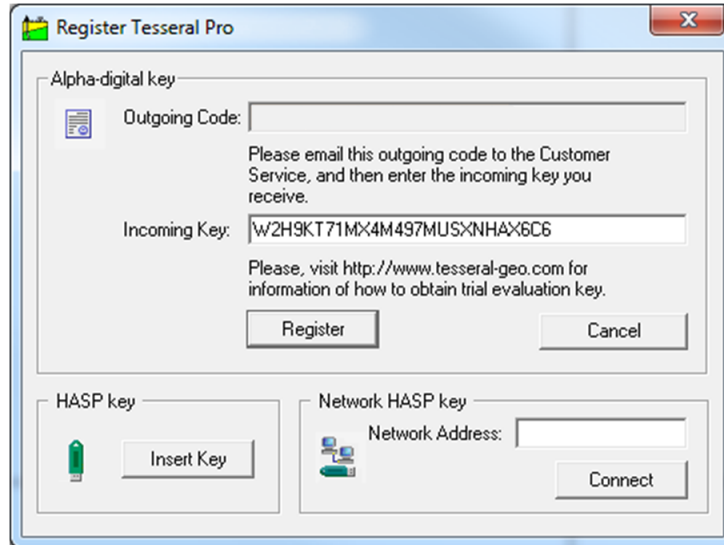 Register Tesseral Pro
Alpha-digital key
Outgoing Code:
Please email this outgoing code to the Customer
Service, and then enter the incoming key you
receive.
Incoming Key: W2H9KT71MX4M497MUSXNHAX6C6
Please, visit http://www.tesseral-geo.com for
information of how to obtain trial evaluation key.
Register Cancel
HASP key
Insert Key
Network HASP key
Network Address:
Connect